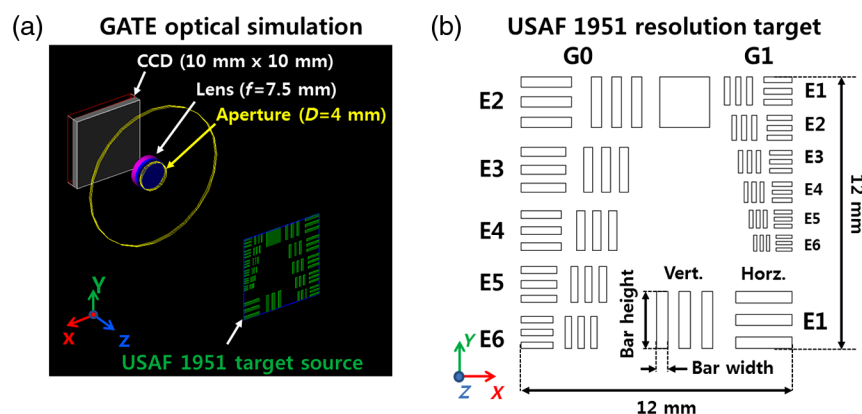 (a) GATE optical simulation
CCD (10 mm x 10 mm)
Lens (f=7.5 mm)
Aperture (D=4 mm)
Y
X
Z
USAF 1951 target source
(b) USAF 1951 resolution target
G0 G1
E2 E1
E2
E3 E3
E4
E4 E5
E6
12 mm
E5 Vert. Horz.
Bar height
E1
E6
Y
Z X
Bar width
12 mm